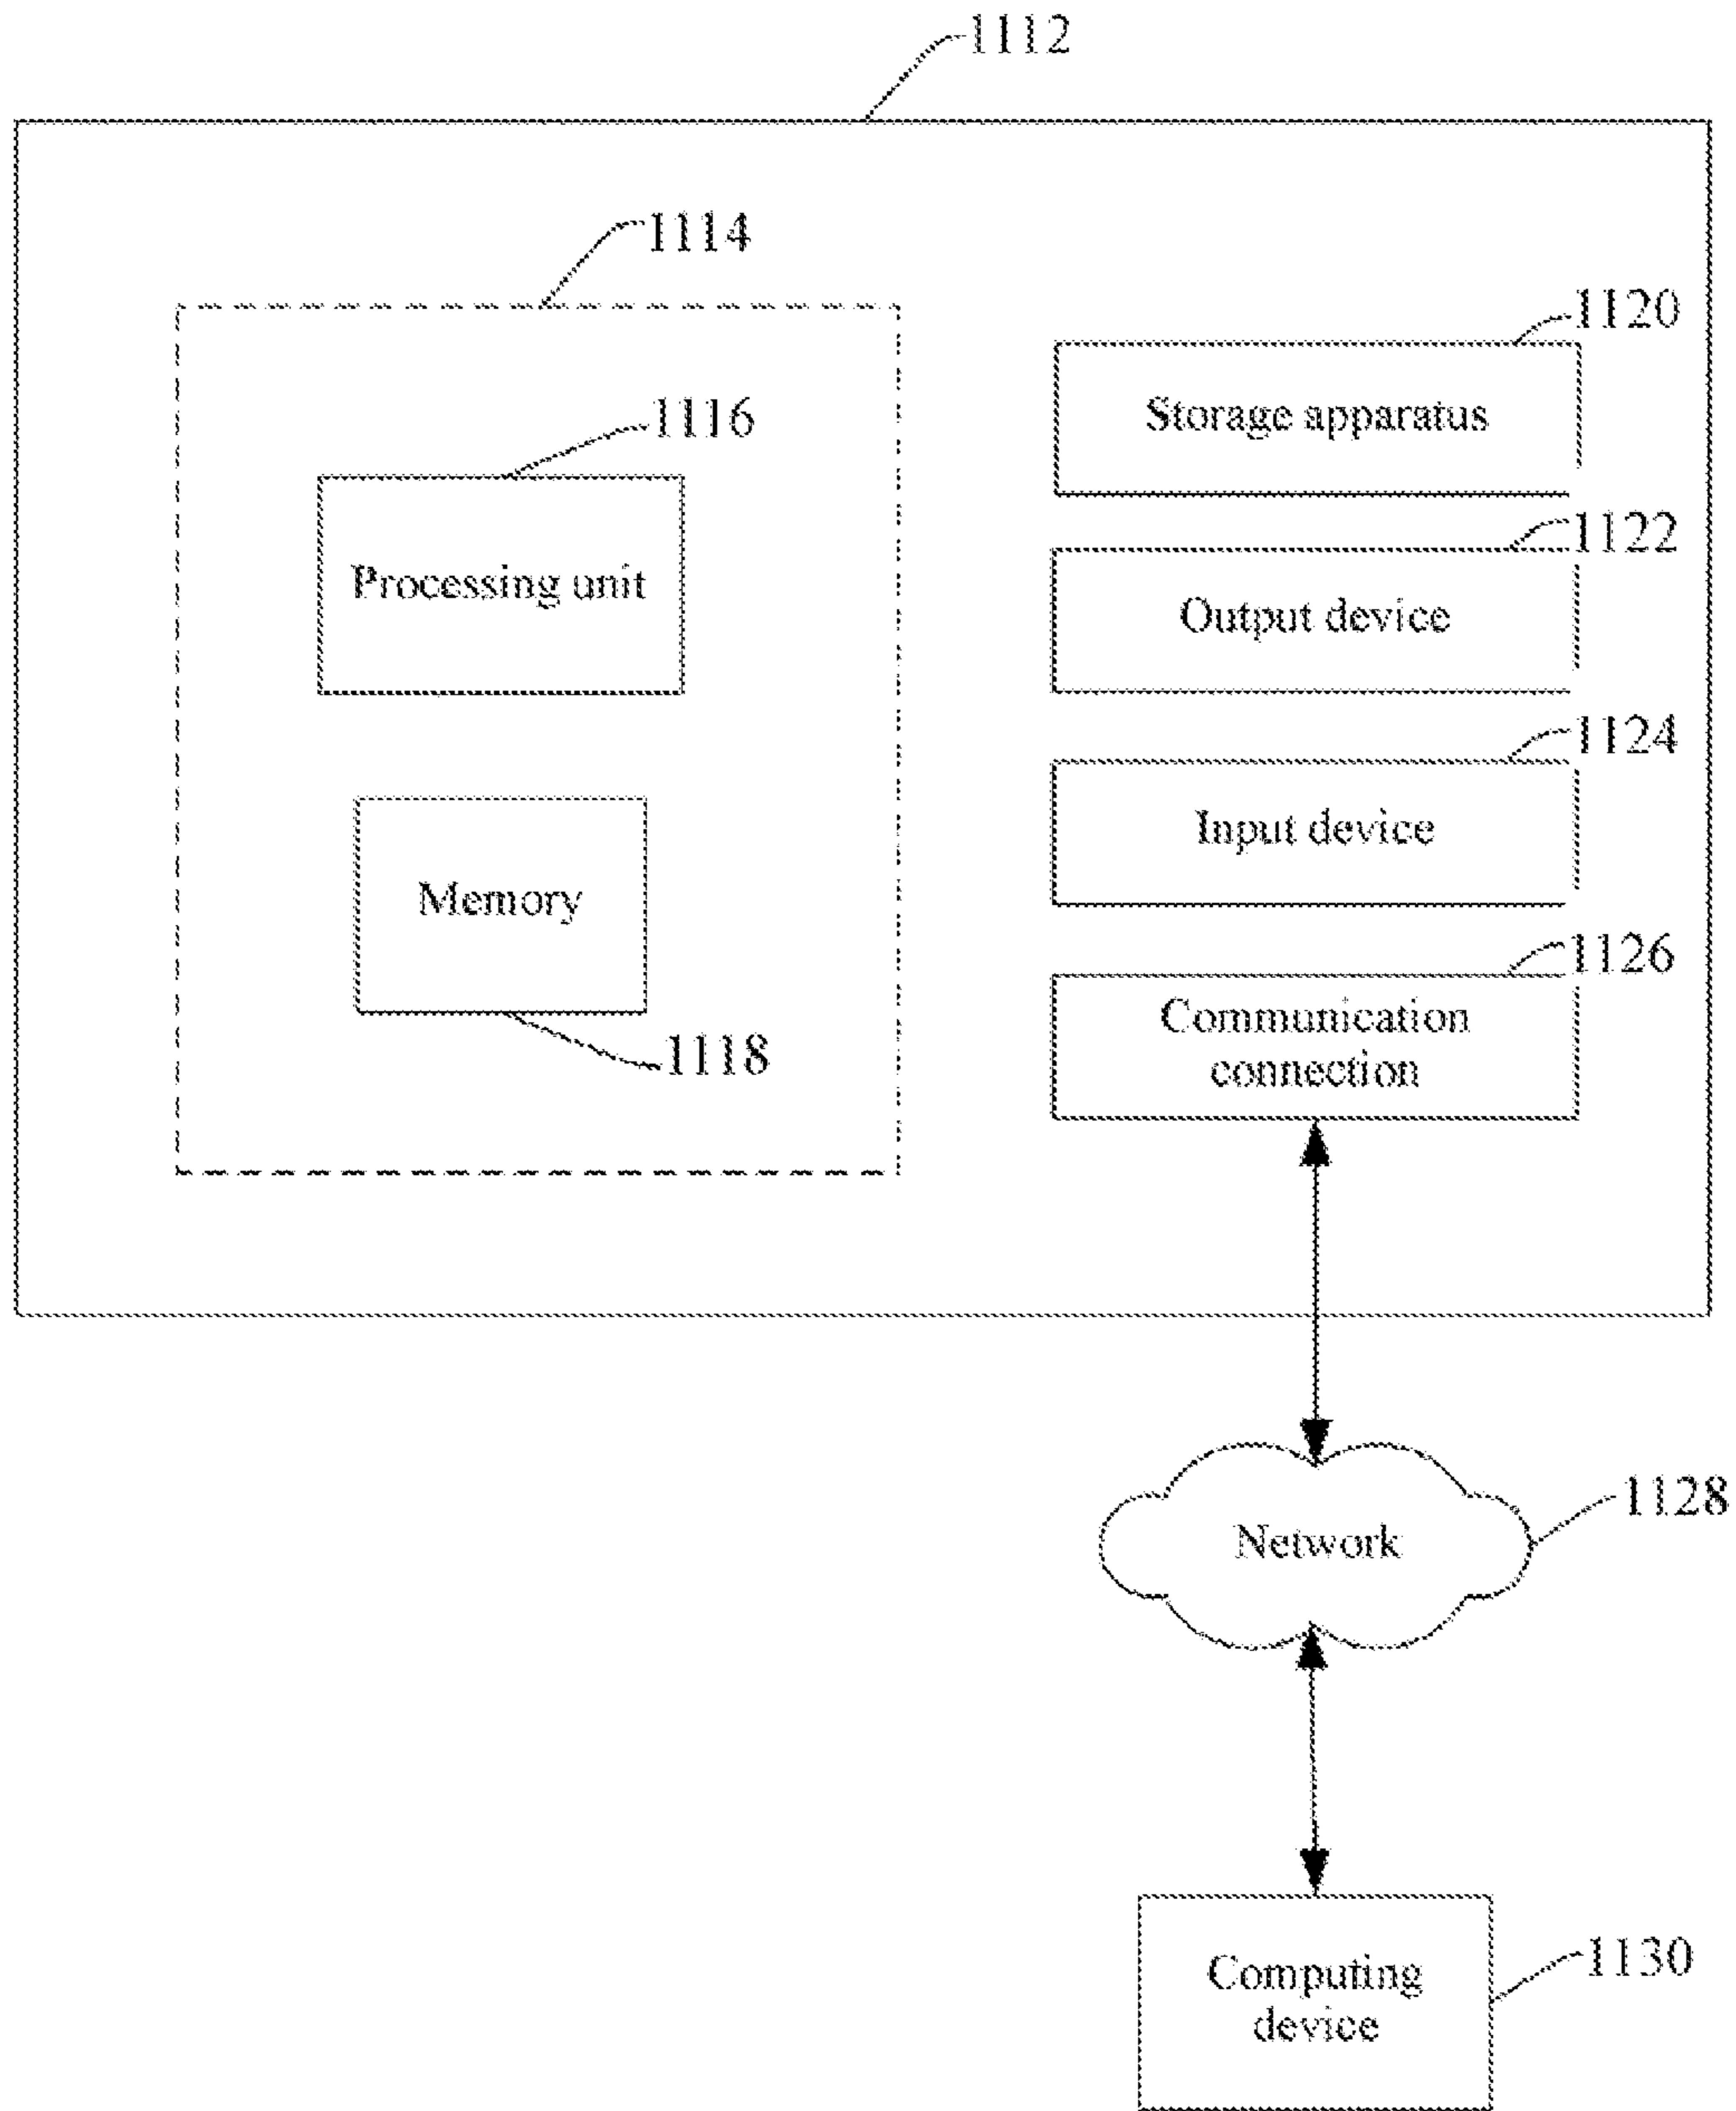 1112
1114
1120
1116
Storage apparatus
1122
Processing unit
Output device
1124
Input device
Memory
1126
Communication
connection
1118
1128
Network
1130
Computing
device